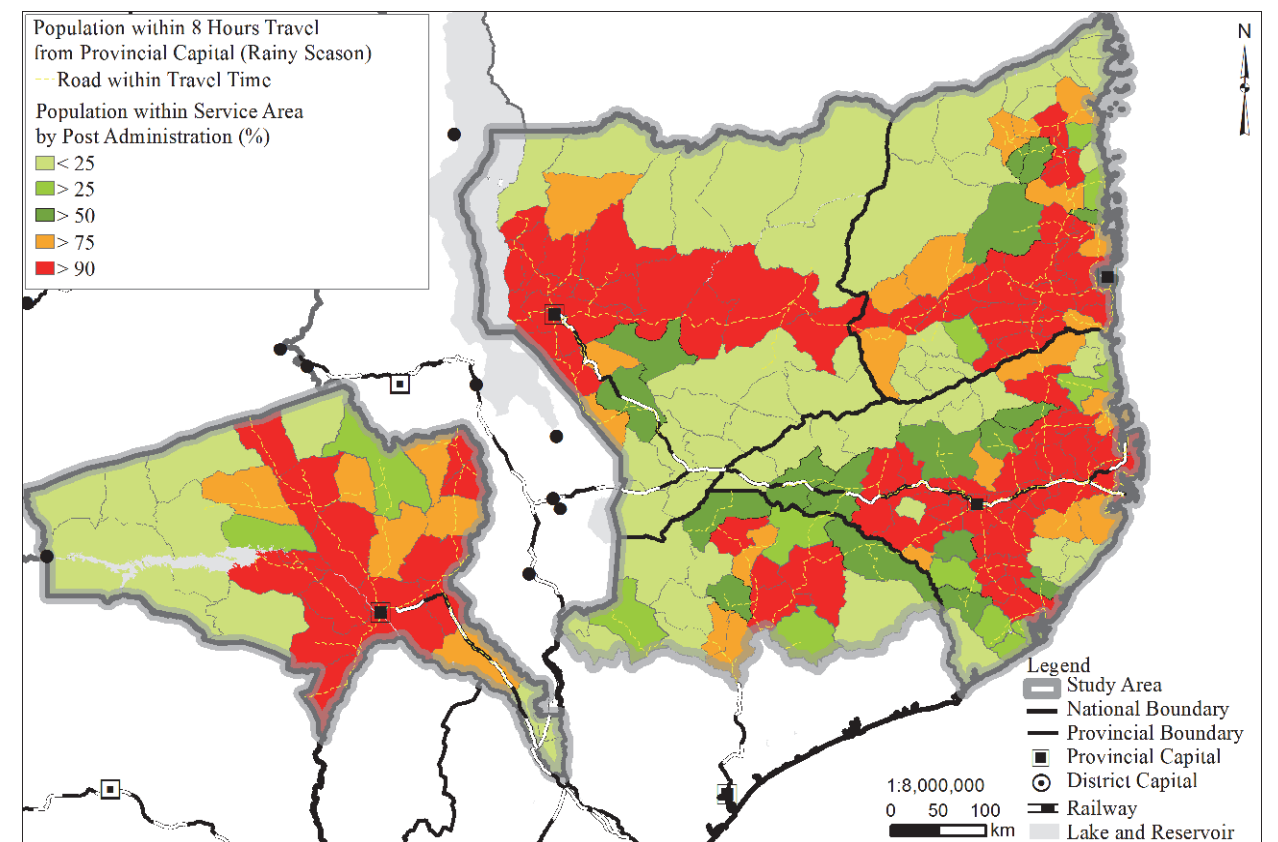 Population within 8 Hours Travel
from Provincial Capital (Rainy Season)
Road within Travel Time
Population within Service Area
by Post Administration (%)
< 25
> 25
> 50
> 75
> 90
N
Legend
Study Area
National Boundary
Provincial Boundary
Provincial Capital
District Capital
Railway
Lake and Reservoir
1:8,000,000
0 50 100
km